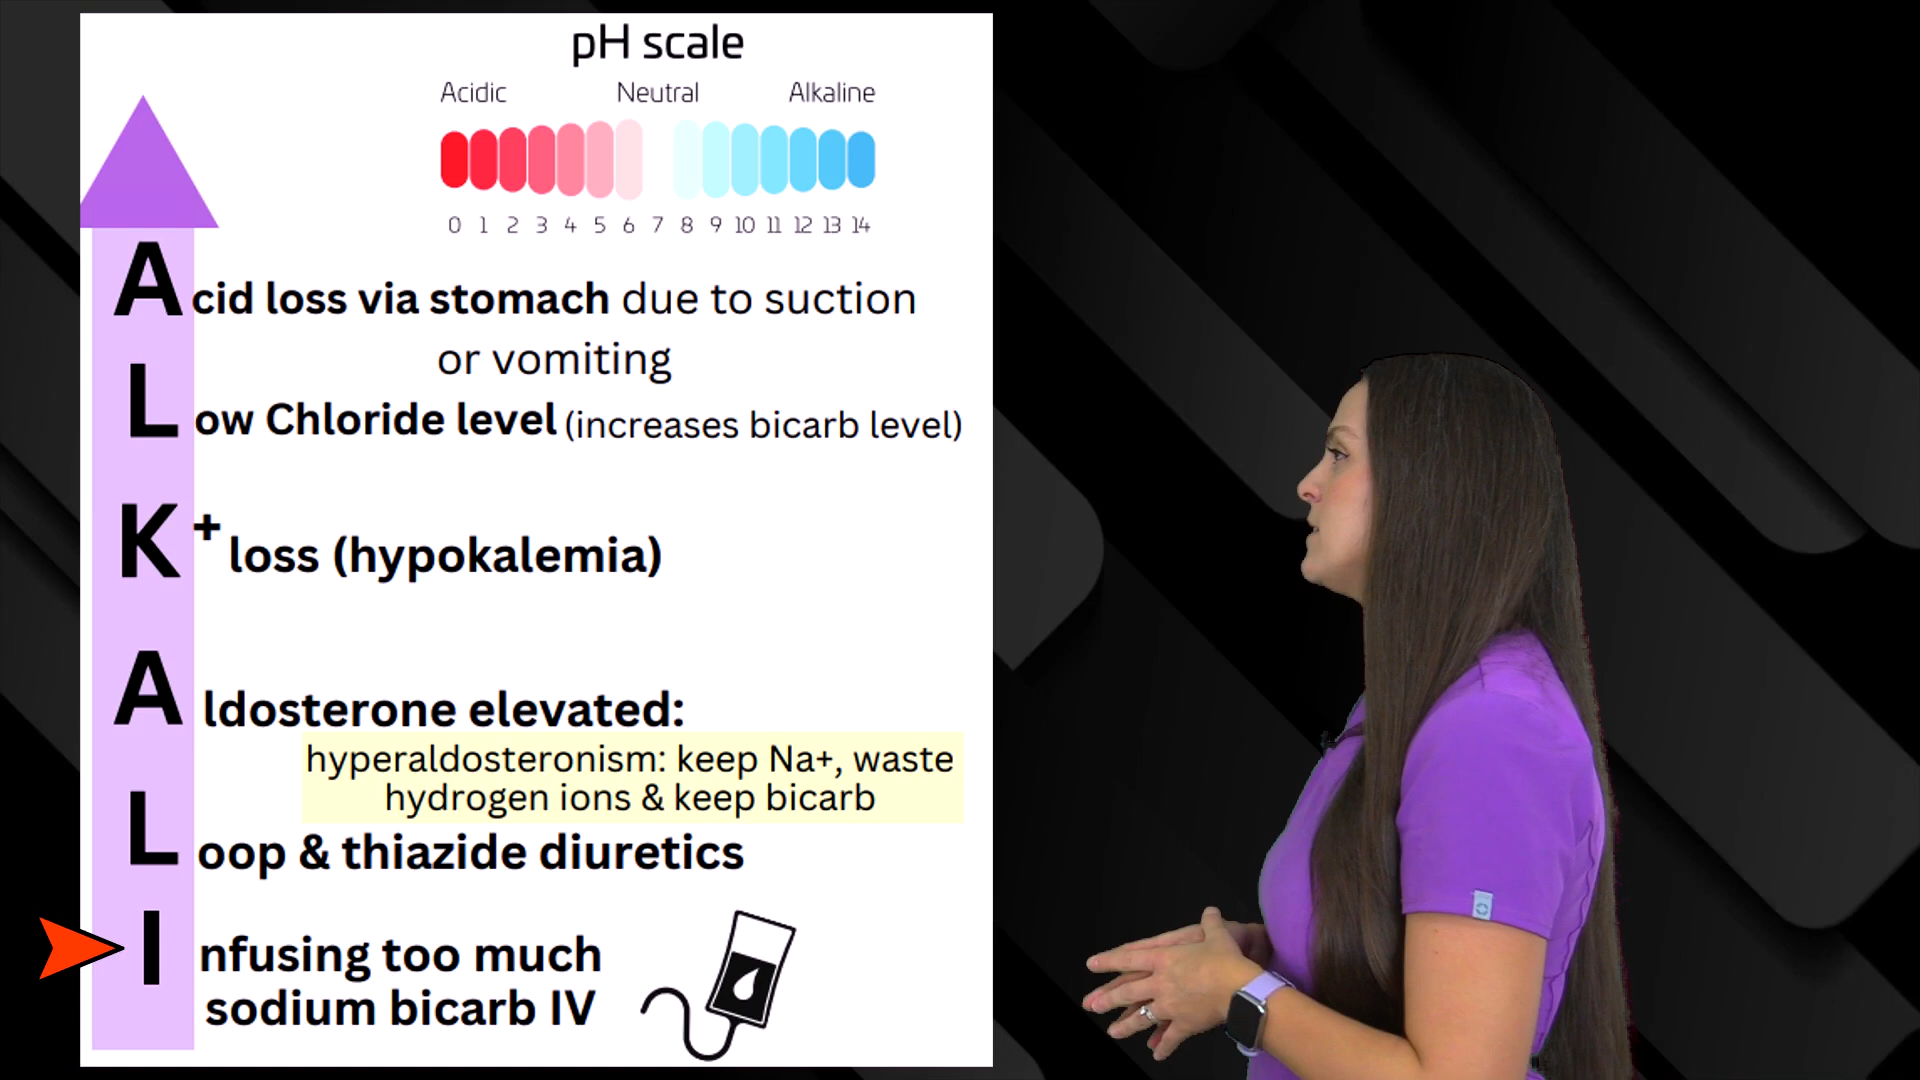 pH scale
Acidic Neutral Alkaline
0 1 2 3 4 5 6 7 8 9 10 11 12 13 14
Acid loss via stomach due to suction
or vomiting
Low Chloride level (increases bicarb level)
K+ loss (hypokalemia)
Aldosterone elevated:
hyperaldosteronism: keep Na+, waste
hydrogen ions & keep bicarb
Loop & thiazide diuretics
Infusing too much
sodium bicarb IV